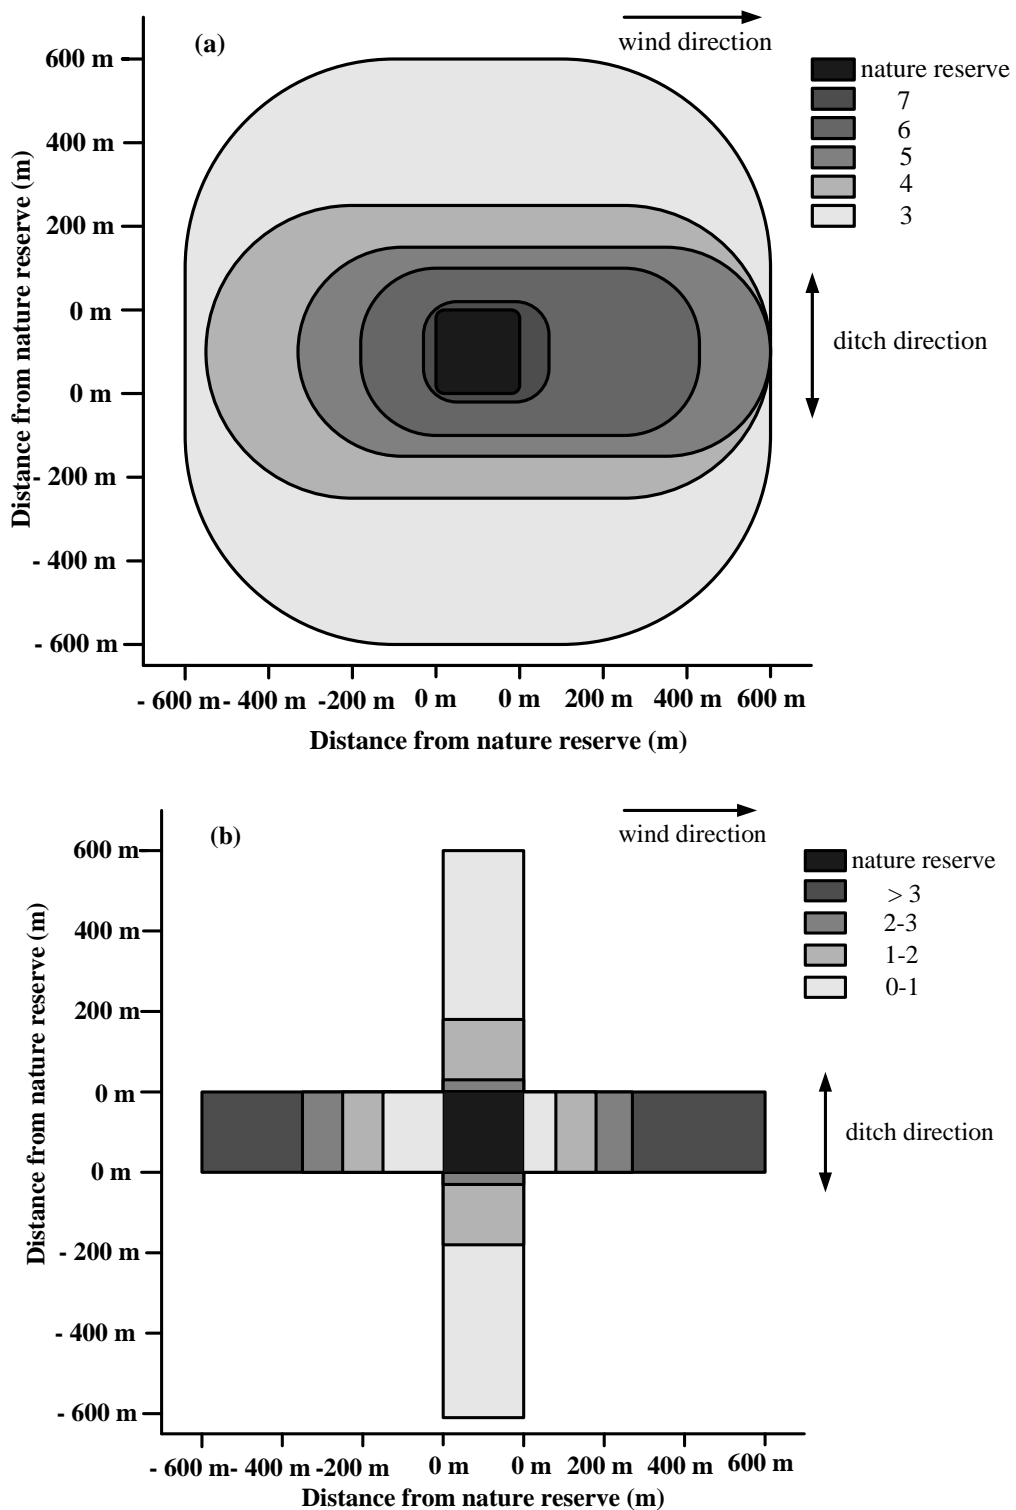 (a)
wind direction
nature reserve
7
6
5
4
3
ditch direction
Distance from nature reserve (m)
600 m
400 m
200 m
0 m
0 m
- 200 m
- 400 m
- 600 m
- 600 m - 400 m -200 m 0 m 0 m 200 m 400 m 600 m
Distance from nature reserve (m)
(b)
wind direction
nature reserve
> 3
2-3
1-2
0-1
ditch direction
Distance from nature reserve (m)
600 m
400 m
200 m
0 m
0 m
- 200 m
- 400 m
- 600 m
- 600 m - 400 m -200 m 0 m 0 m 200 m 400 m 600 m
Distance from nature reserve (m)